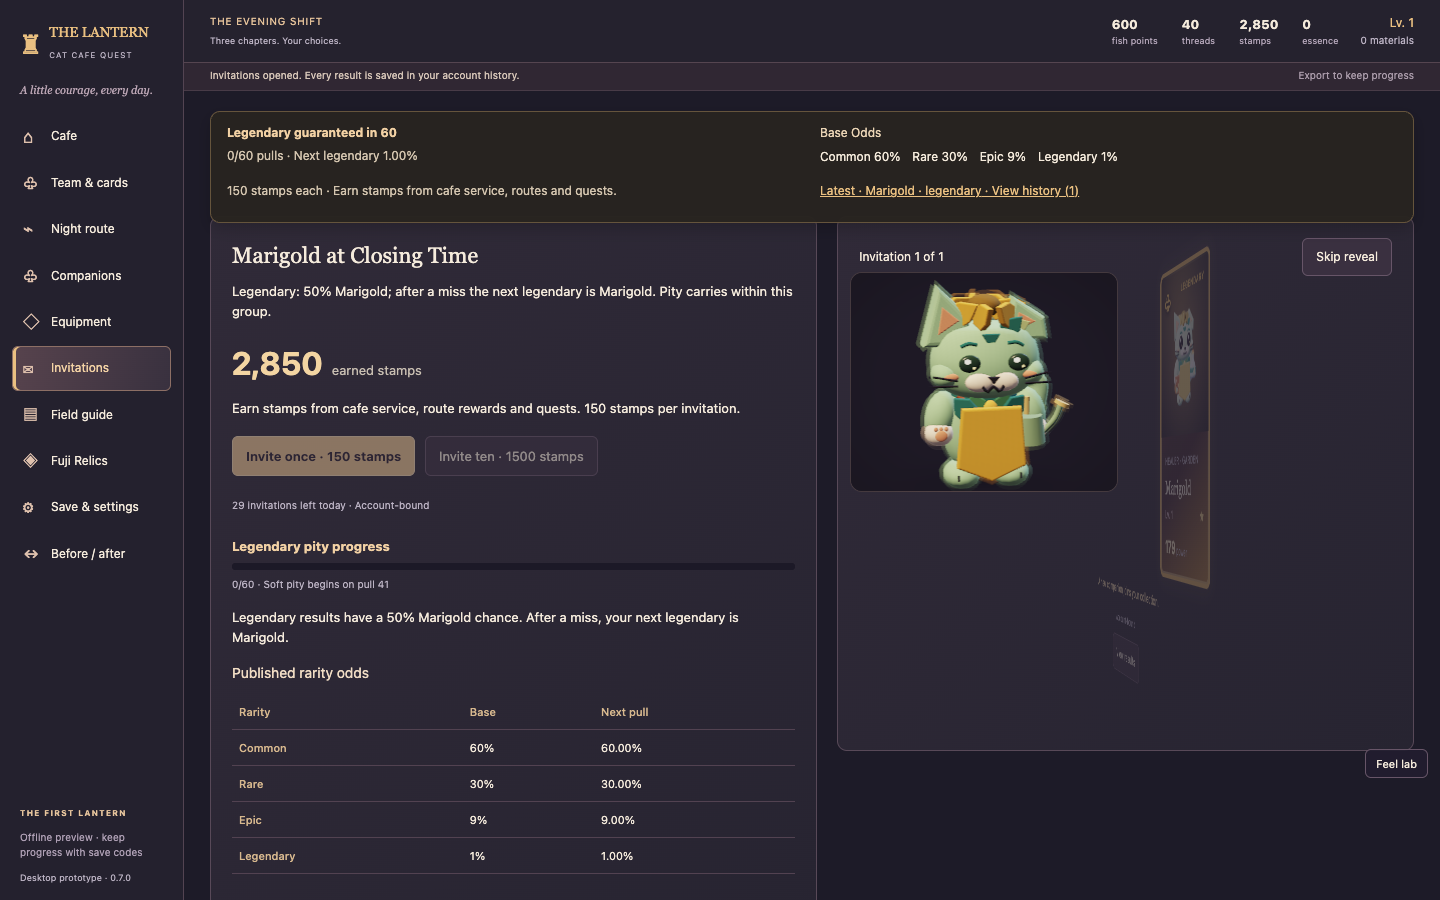 THE LANTERN
CAT CAFE QUEST
A little courage, every day.
Cafe
Team & cards
Night route
Companions
Equipment
Invitations
Field guide
Fuji Relics
Save & settings
Before / after
THE FIRST LANTERN
Offline preview · keep
progress with save codes
Desktop prototype · 0.7.0
THE EVENING SHIFT
Three chapters. Your choices.
600
fish points
40
threads
2,850
stamps
0
essence
Lv. 1
0 materials
Invitations opened. Every result is saved in your account history.
Export to keep progress
Legendary guaranteed in 60
0/60 pulls · Next legendary 1.00%
150 stamps each · Earn stamps from cafe service, routes and quests.
Base Odds
Common 60% Rare 30% Epic 9% Legendary 1%
Latest · Marigold · legendary · View history (1)
Marigold at Closing Time
Legendary: 50% Marigold; after a miss the next legendary is Marigold. Pity carries within this
group.
2,850 earned stamps
Earn stamps from cafe service, route rewards and quests. 150 stamps per invitation.
Invite once · 150 stamps
Invite ten · 1500 stamps
29 invitations left today · Account-bound
Legendary pity progress
0/60 · Soft pity begins on pull 41
Legendary results have a 50% Marigold chance. After a miss, your next legendary is
Marigold.
Published rarity odds
Rarity Base Next pull
Common 60% 60.00%
Rare 30% 30.00%
Epic 9% 9.00%
Legendary 1% 1.00%
Invitation 1 of 1
Skip reveal
LEGENDARY
Marigold
179
Feel lab